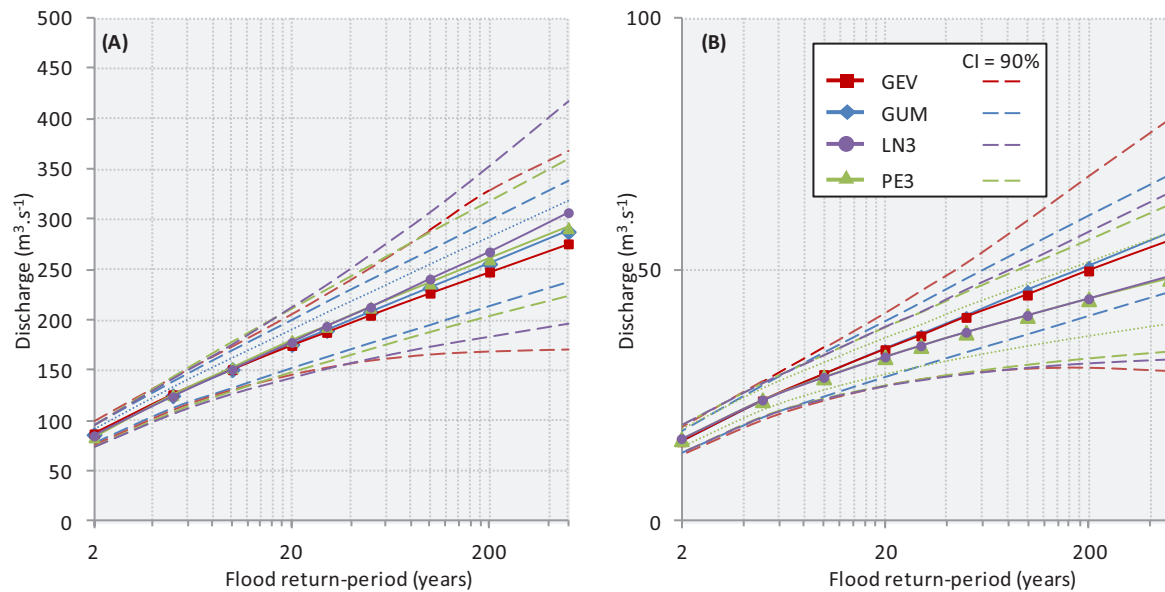 (A)
500
450
400
350
300
250
200
150
100
50
0
Discharge (m³.s⁻¹)
2
20
200
Flood return-period (years)
(B)
100
50
0
Discharge (m³.s⁻¹)
2
20
200
Flood return-period (years)
CI = 90%
GEV
GUM
LN3
PE3